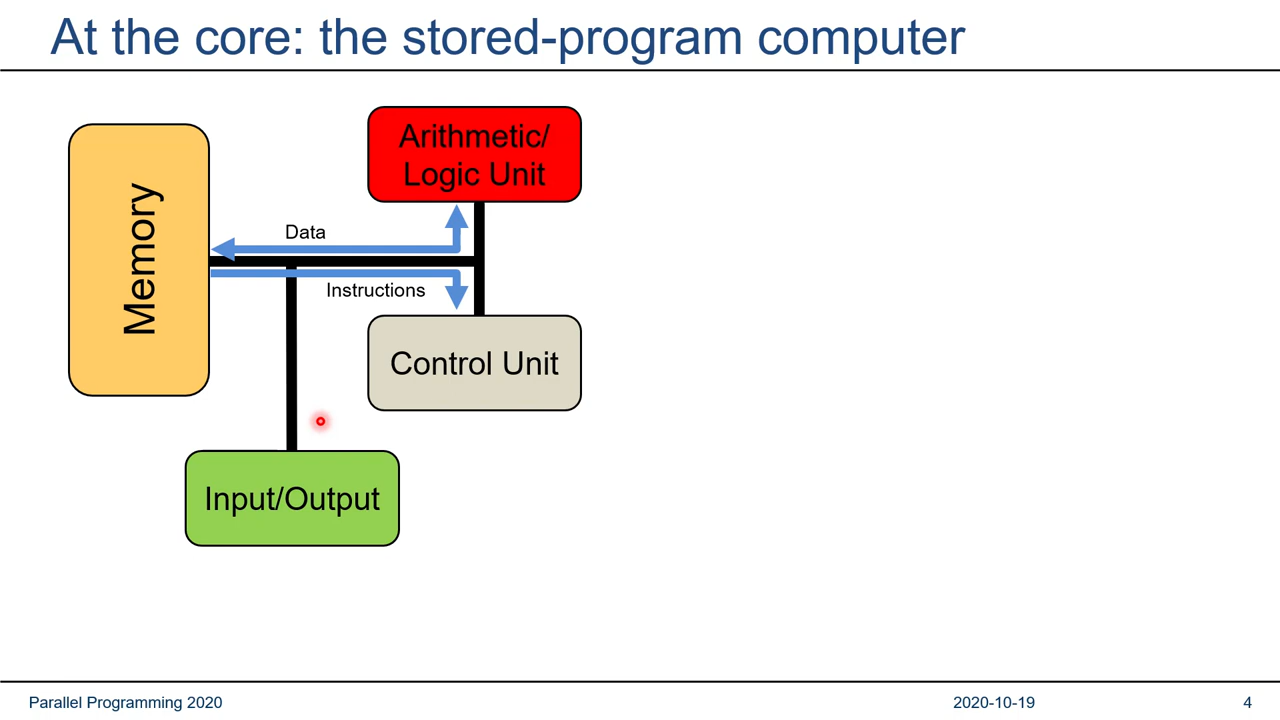 At the core: the stored-program computer
Memory
Arithmetic/
Logic Unit
Data
Instructions
Control Unit
Input/Output
Parallel Programming 2020
2020-10-19
4